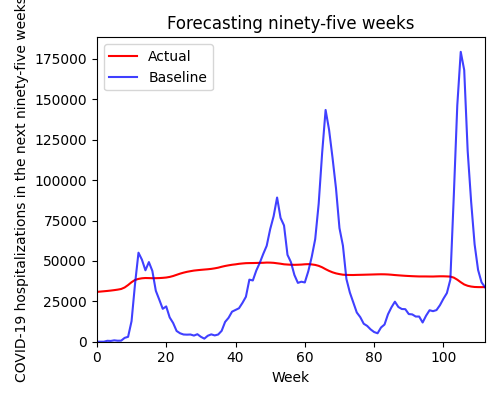 Forecasting ninety-five weeks
COVID-19 hospitalizations in the next ninety-five weeks
Actual
Baseline
175000
150000
125000
100000
75000
50000
25000
0
0 20 40 60 80 100
Week